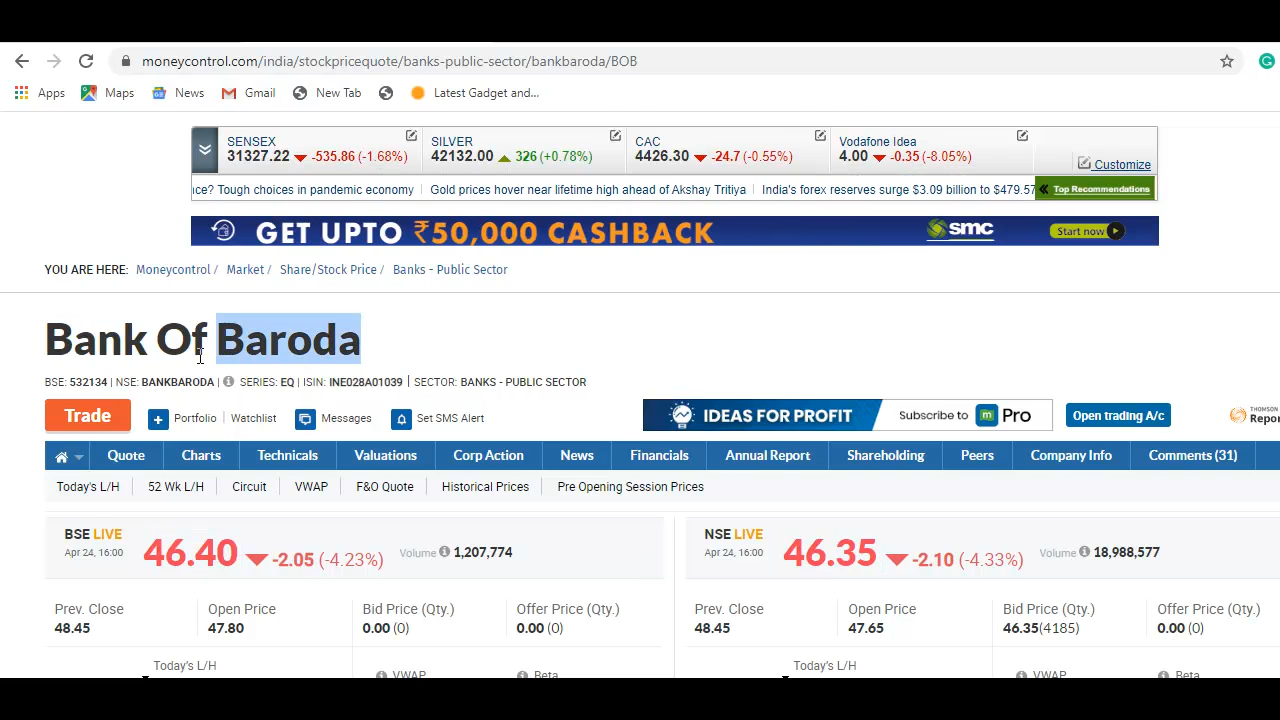 moneycontrol.com/india/stockpricequote/banks-public-sector/bankbaroda/BOB
Apps Maps News Gmail New Tab Latest Gadget and...
SENSEX SILVER CAC Vodafone Idea
31327.22 -535.86 (-1.68%) 42132.00 326 (+0.78%) 4426.30 -24.7 (-0.55%) 4.00 -0.35 (-8.05%)
Customize
Tough choices in pandemic economy | Gold prices hover near lifetime high ahead of Akshay Tritiya | India's forex reserves surge $3.09 billion to $479.57 Top Recommendations
GET UPTO ₹50,000 CASHBACK smc Start now
YOU ARE HERE: Moneycontrol / Market / Share/Stock Price / Banks - Public Sector
Bank Of Baroda
BSE: 532134 | NSE: BANKBARODA | SERIES: EQ | ISIN: INE028A01039 | SECTOR: BANKS - PUBLIC SECTOR
Trade + Portfolio Watchlist Messages Set SMS Alert IDEAS FOR PROFIT Subscribe to m Pro Open trading A/c THOMSON
Repor
Quote Charts Technicals Valuations Corp Action News Financials Annual Report Shareholding Peers Company Info Comments (31)
Today's L/H 52 Wk L/H Circuit VWAP F&O Quote Historical Prices Pre Opening Session Prices
BSE LIVE 46.40 -2.05 (-4.23%) Volume 1,207,774 NSE LIVE 46.35 -2.10 (-4.33%) Volume 18,988,577
Apr 24, 16:00 Apr 24, 16:00
Prev. Close Open Price Bid Price (Qty.) Offer Price (Qty.) Prev. Close Open Price Bid Price (Qty.) Offer Price (Qty.)
48.45 47.80 0.00 (0) 0.00 (0) 48.45 47.65 46.35(4185) 0.00 (0)
Today's L/H VWAP Beta Today's L/H VWAP Beta